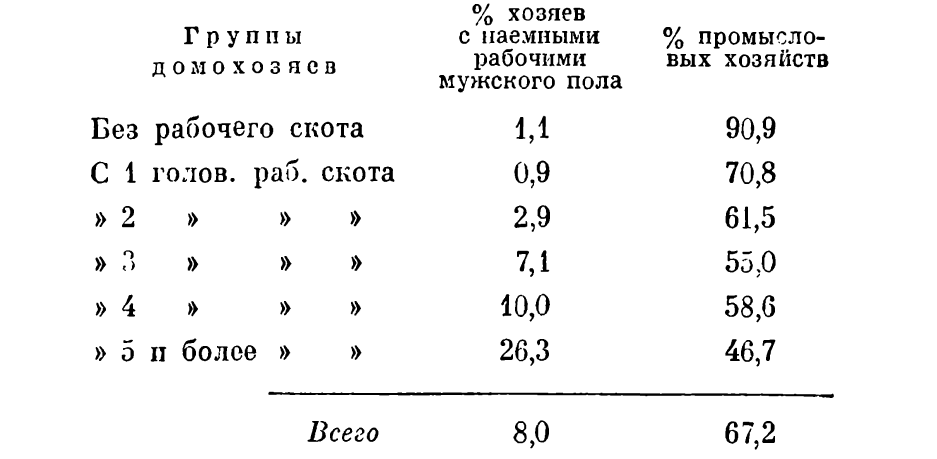 Группы домохозяев % хозяев с наемными рабочими мужского пола % промысло-вых хозяйств
Без рабочего скота 1,1 90,9
С 1 голов. раб. скота 0,9 70,8
» 2 » » » 2,9 61,5
» 3 » » » 7,1 55,0
» 4 » » » 10,0 58,6
» 5 и более » » 26,3 46,7
Всего 8,0 67,2